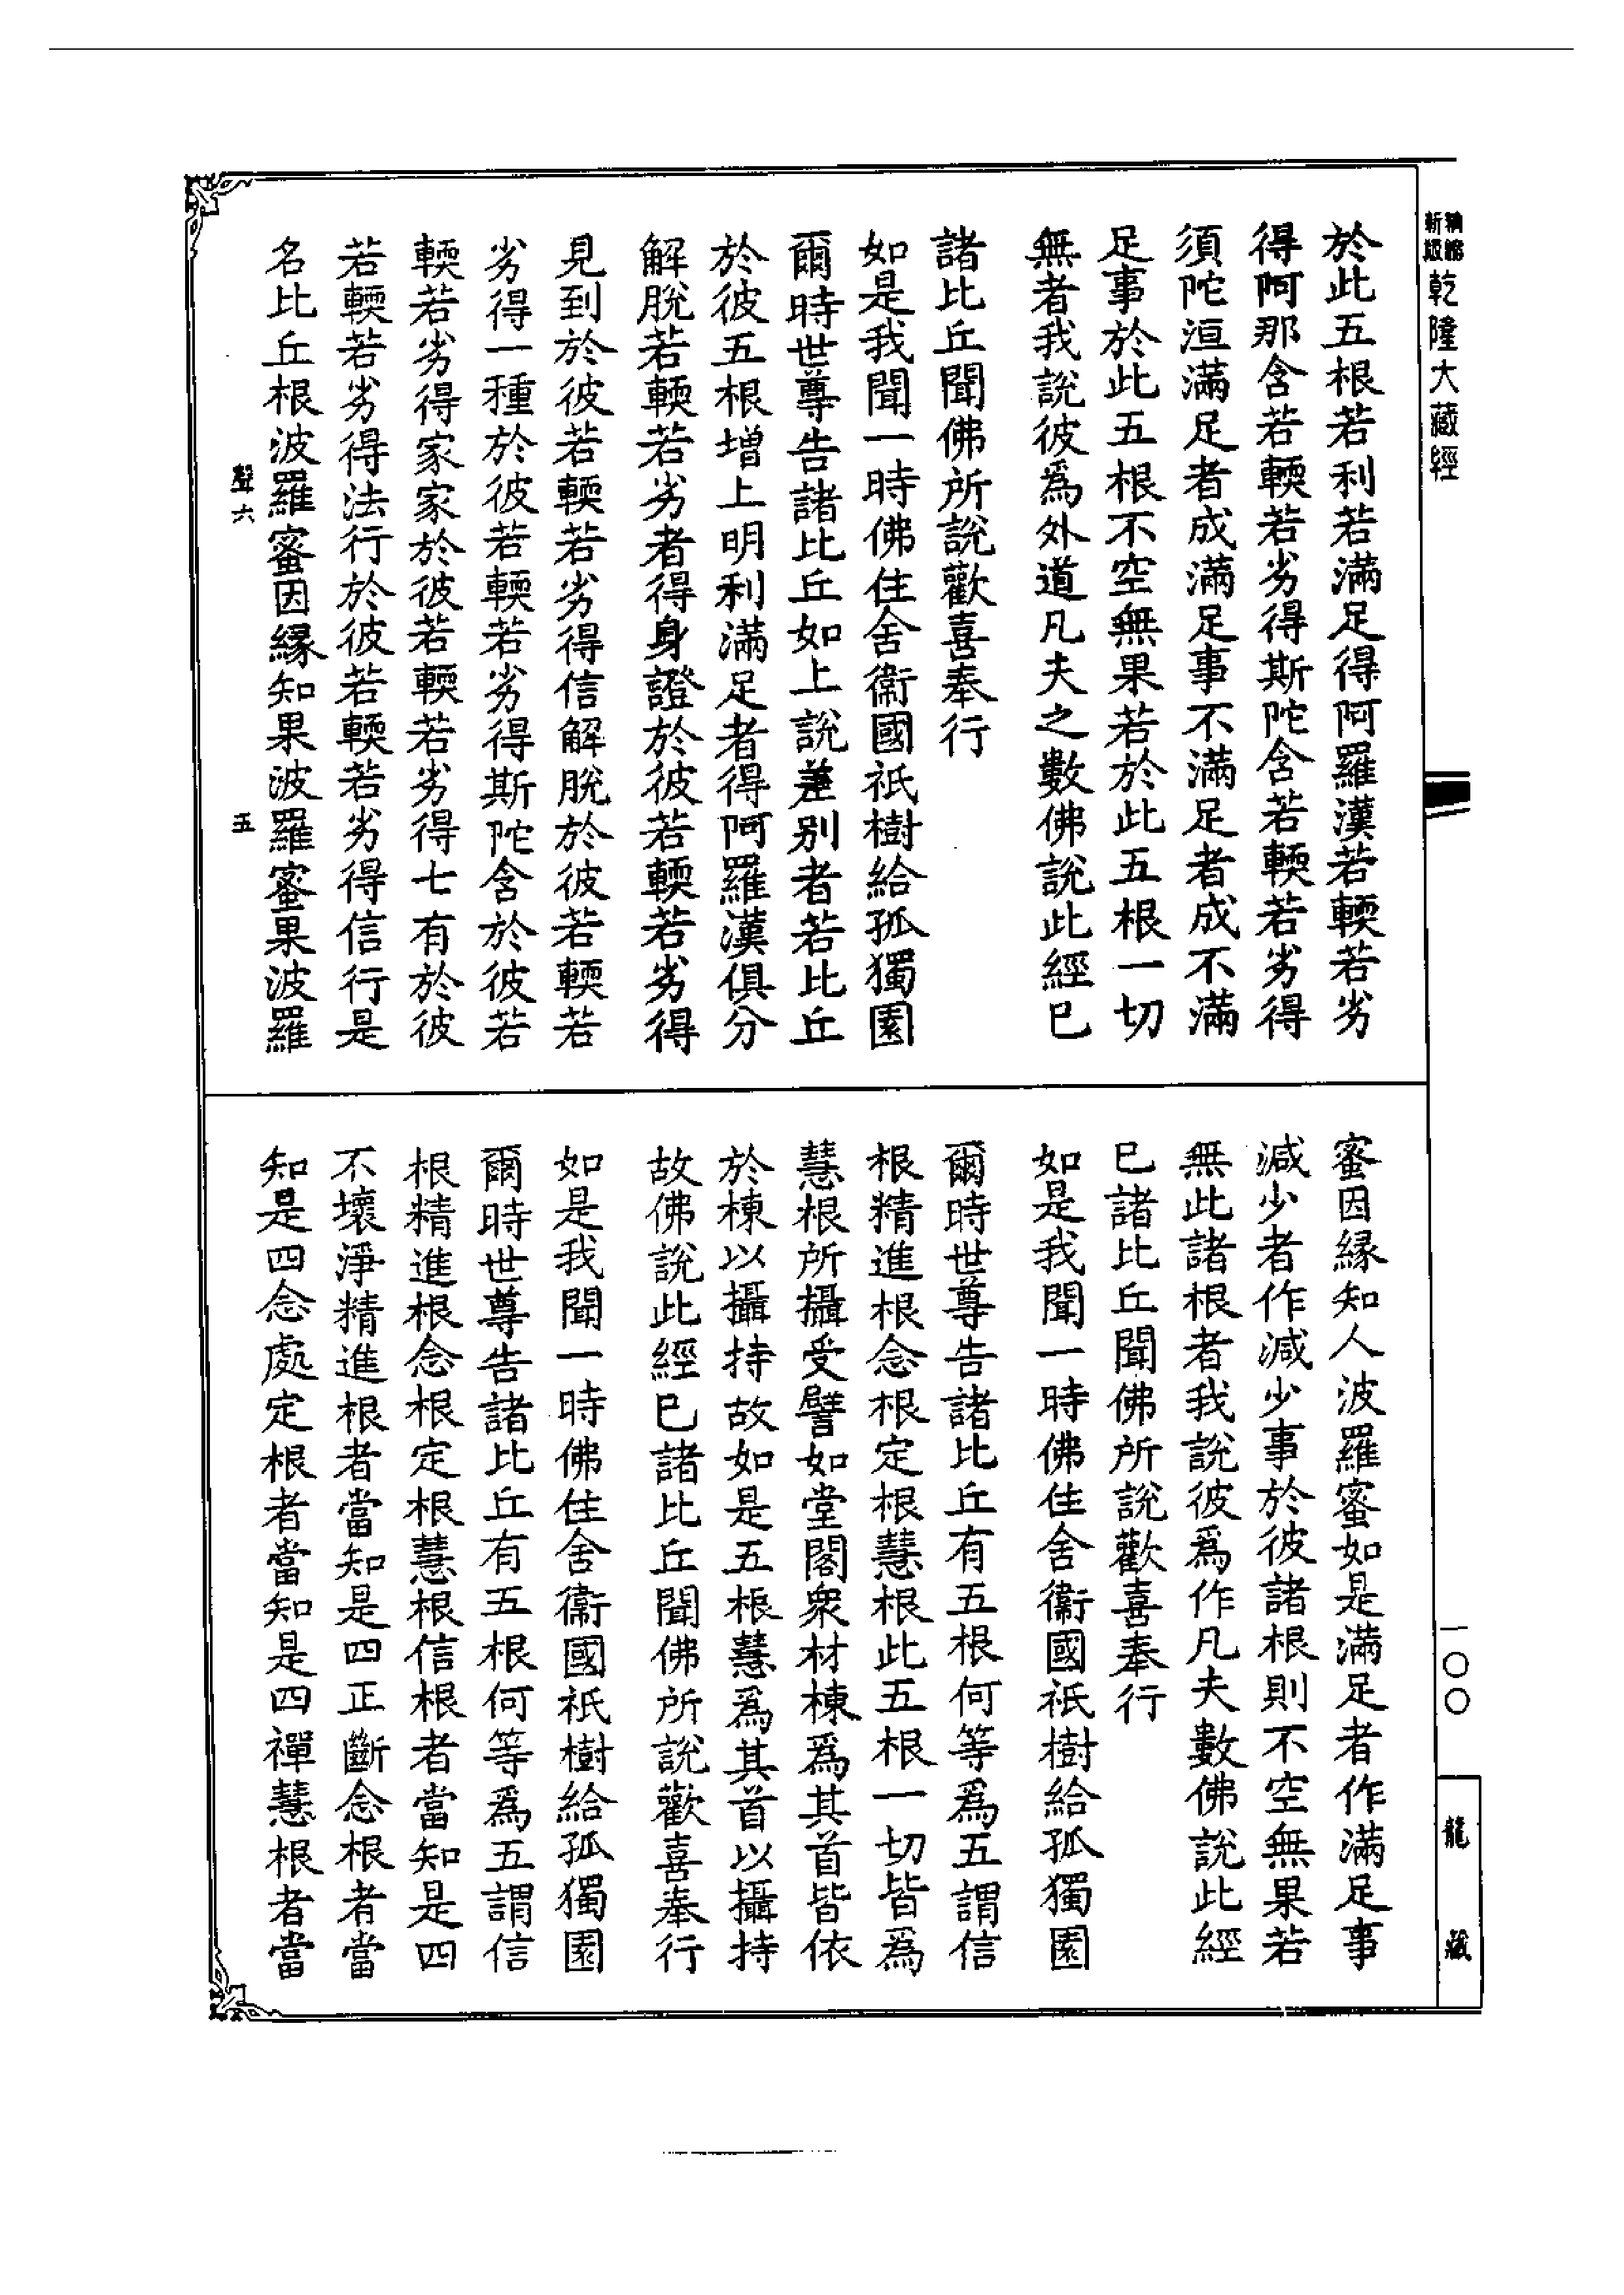 新縮精版
乾隆大藏經
於此五根若利若滿足得阿羅漢若輭若劣
得阿那含若輭若劣得斯陀含若輭若劣得
須陀洹滿足者成滿足事不滿足者成不滿
足事於此五根不空無果若於此五根一切
無者我說彼爲外道凡夫之數佛說此經已
諸比丘聞佛所說歡喜奉行
如是我聞一時佛住舍衞國祇樹給孤獨園
爾時世尊告諸比丘如上說差別者若比丘
於彼五根增上明利滿足者得阿羅漢俱分
解脫若輭若劣者得身證於彼若輭若劣得
見到於彼若輭若劣得信解脫於彼若輭若
劣得一種於彼若輭若劣得斯陀含於彼若
輭若劣得家家於彼若輭若劣得七有於彼
若輭若劣得法行於彼若輭若劣得信行是
名比丘根波羅蜜因緣知果波羅蜜果波羅
聲六 五
蜜因緣知人波羅蜜如是滿足者作滿足事
減少者作減少事於彼諸根則不空無果若
無此諸根者我說彼爲作凡夫數佛說此經
已諸比丘聞佛所說歡喜奉行
如是我聞一時佛住舍衞國祇樹給孤獨園
爾時世尊告諸比丘有五根何等爲五謂信
根精進根念根定根慧根此五根一切皆爲
慧根所攝受譬如堂閣衆材棟爲其首皆依
於棟以攝持故如是五根慧爲其首以攝持
故佛說此經已諸比丘聞佛所說歡喜奉行
如是我聞一時佛住舍衞國祇樹給孤獨園
爾時世尊告諸比丘有五根何等爲五謂信
根精進根念根定根慧根信根者當知是四
不壞淨精進根者當知是四正斷念根者當
知是四念處定根者當知是四禪慧根者當
一〇〇
龍藏